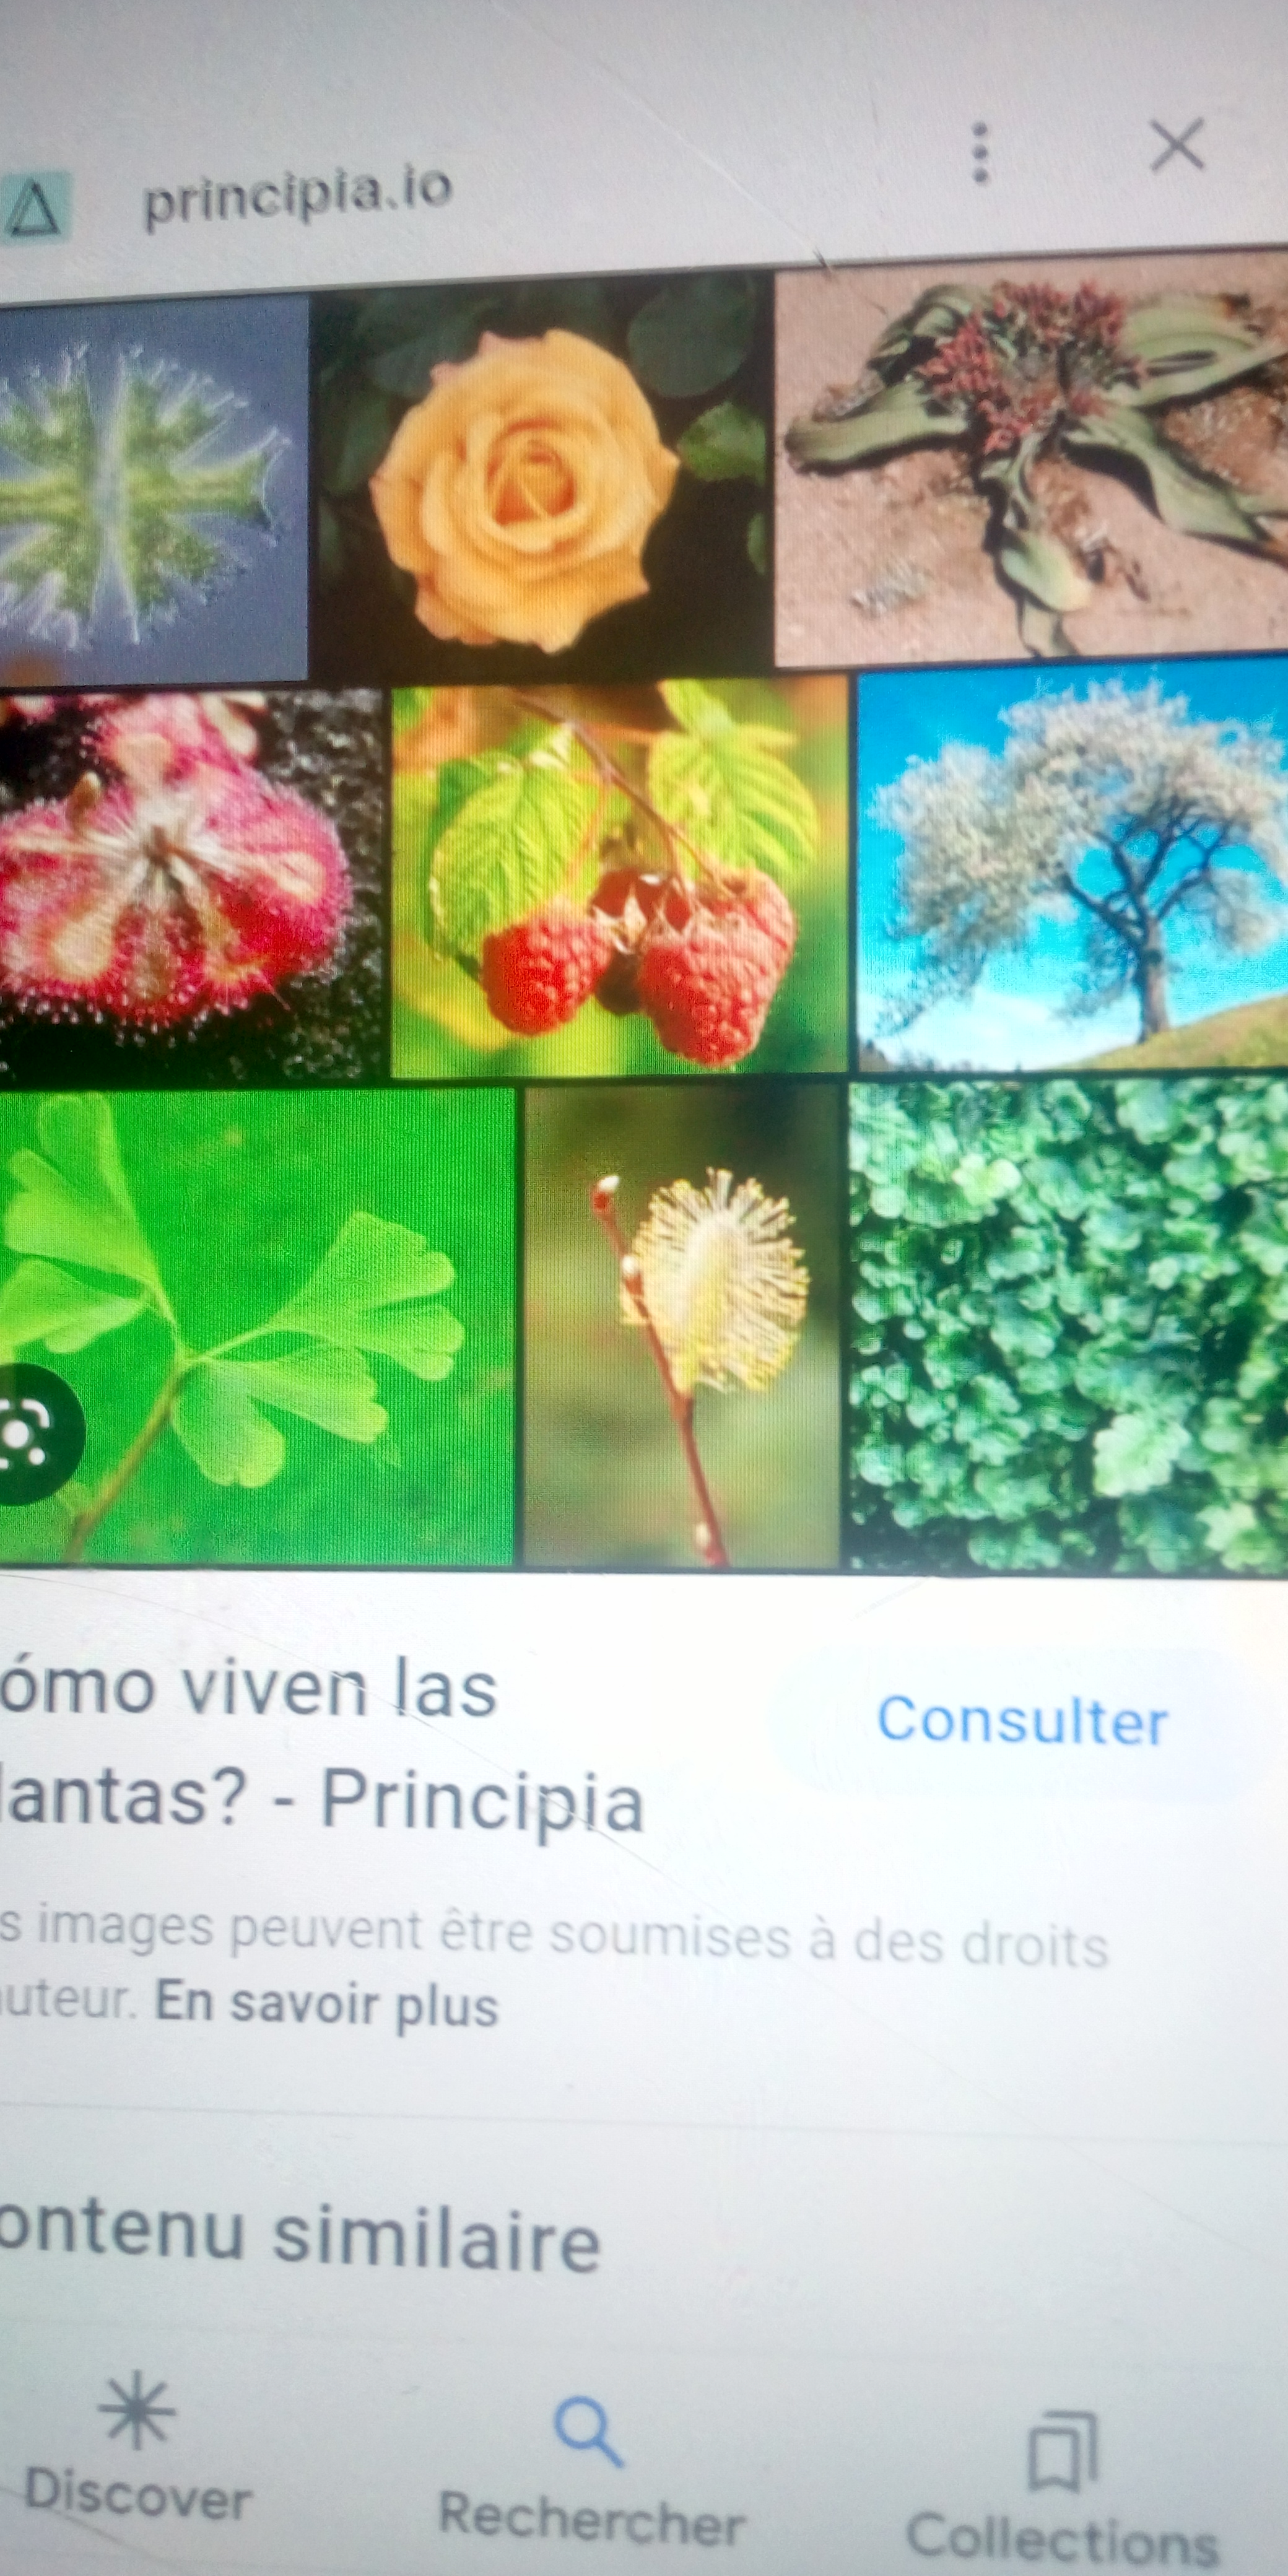 principia.io
ómo viven las
lantas? - Principia
Consulter
s images peuvent être soumises à des droits
auteur. En savoir plus
ontenu similaire
Discover
Rechercher
Collections